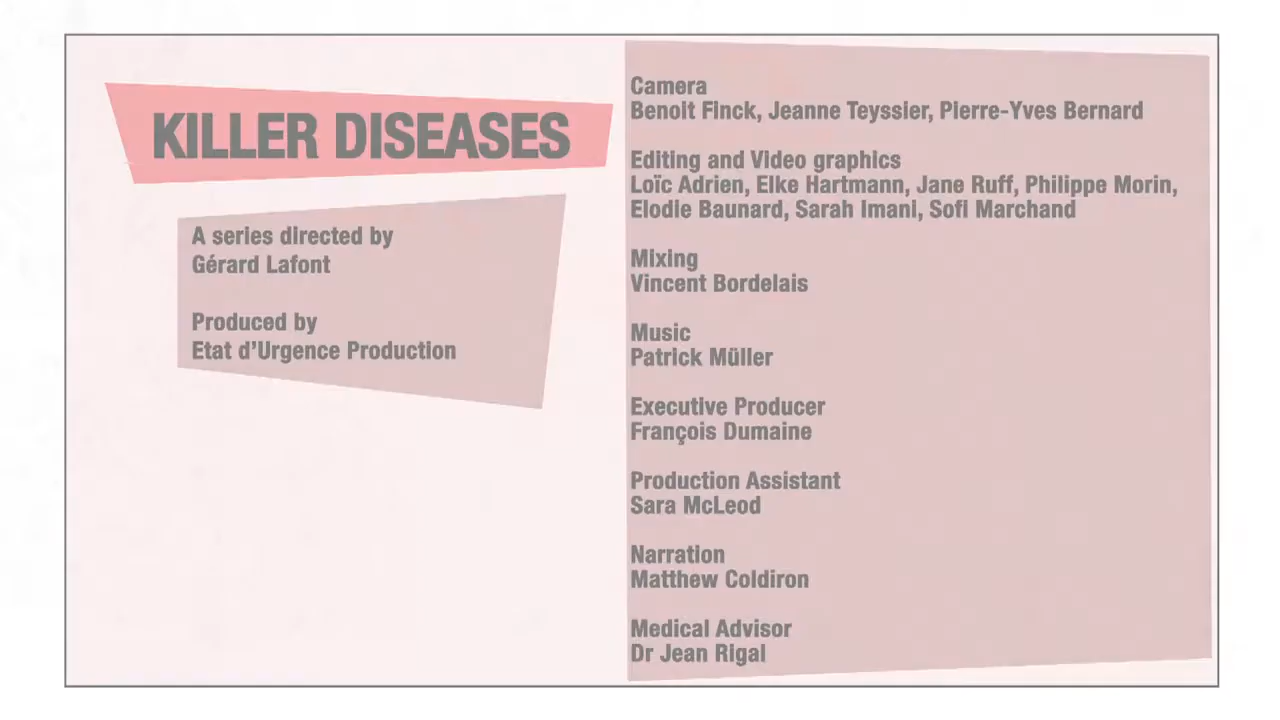 KILLER DISEASES
A series directed by
Gérard Lafont
Produced by
Etat d'Urgence Production
Camera
Benoit Finck, Jeanne Teyssier, Pierre-Yves Bernard
Editing and Video graphics
Loïc Adrien, Elke Hartmann, Jane Ruff, Philippe Morin,
Elodie Baunard, Sarah Imani, Sofi Marchand
Mixing
Vincent Bordelais
Music
Patrick Müller
Executive Producer
François Dumaine
Production Assistant
Sara McLeod
Narration
Matthew Coldiron
Medical Advisor
Dr Jean Rigal